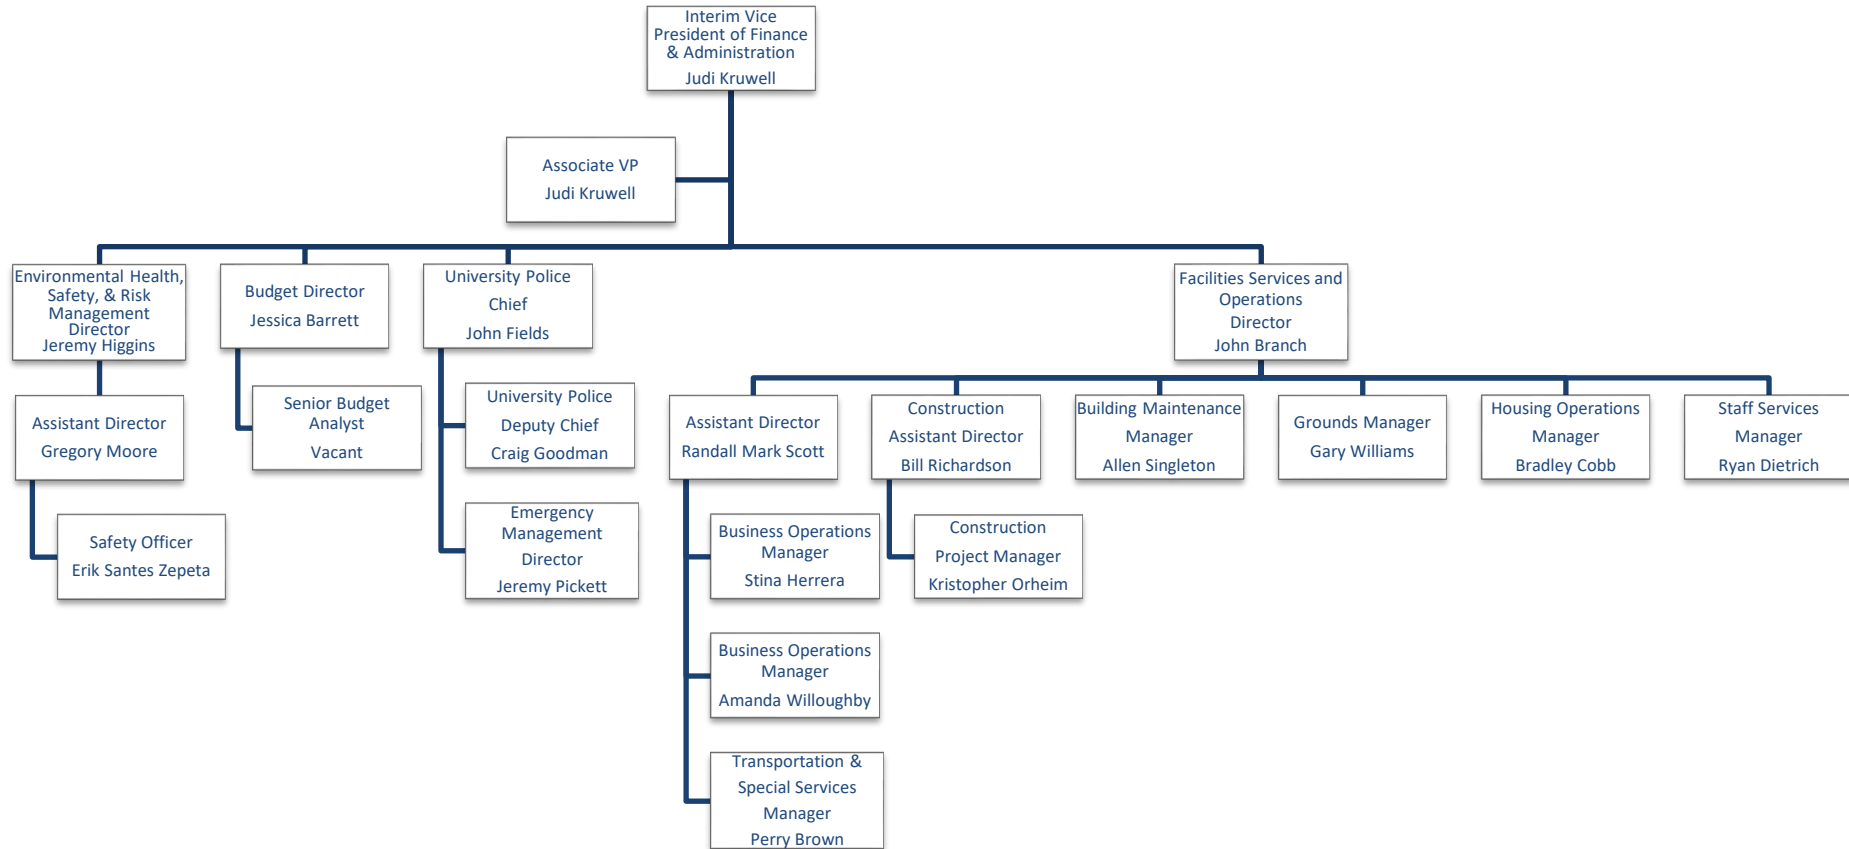 Interim Vice
President of Finance
& Administration
Judi Kruwell
Associate VP
Judi Kruwell
Environmental Health,
Safety, & Risk
Management
Director
Jeremy Higgins
Budget Director
Jessica Barrett
University Police
Chief
John Fields
Facilities Services and
Operations
Director
John Branch
Assistant Director
Gregory Moore
Senior Budget
Analyst
Vacant
University Police
Deputy Chief
Craig Goodman
Assistant Director
Randall Mark Scott
Construction
Assistant Director
Bill Richardson
Building Maintenance
Manager
Allen Singleton
Grounds Manager
Gary Williams
Housing Operations
Manager
Bradley Cobb
Staff Services
Manager
Ryan Dietrich
Safety Officer
Erik Santes Zepeta
Emergency
Management
Director
Jeremy Pickett
Business Operations
Manager
Stina Herrera
Construction
Project Manager
Kristopher Orheim
Business Operations
Manager
Amanda Willoughby
Transportation &
Special Services
Manager
Perry Brown